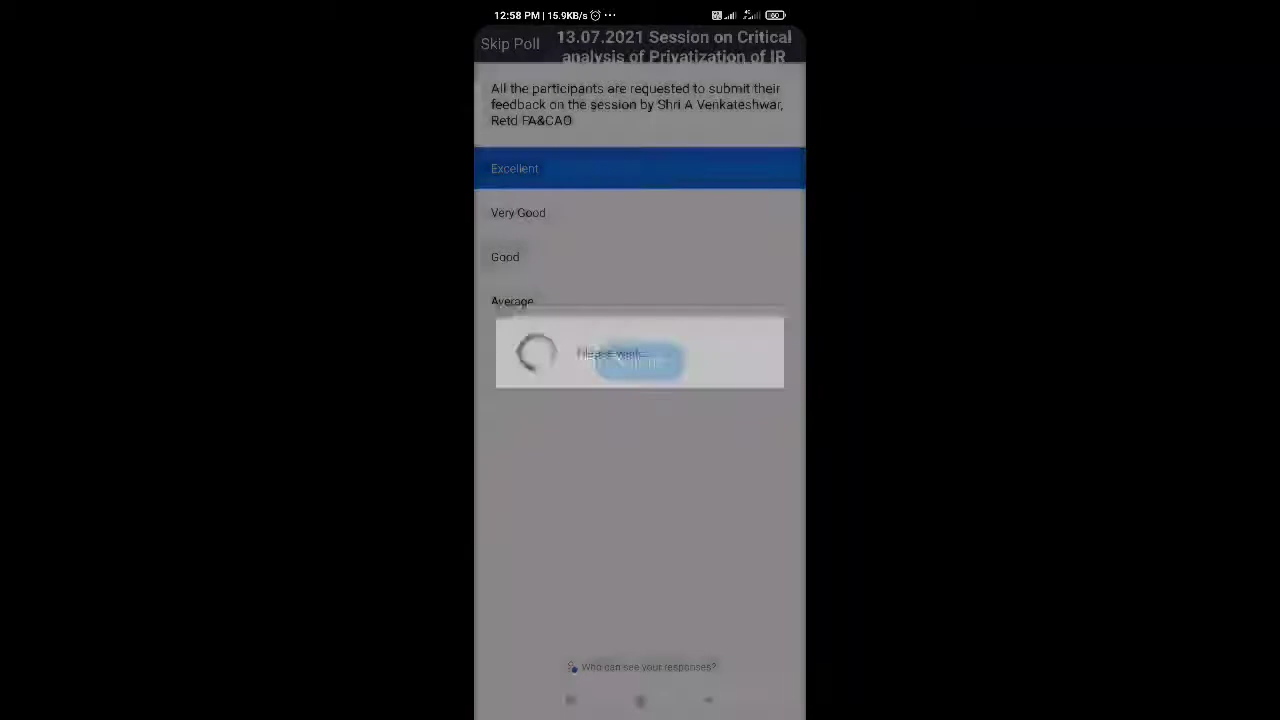 12:58 PM | 15.9KB/s
60
Skip Poll
13.07.2021 Session on Critical
analysis of Privatization of IR
All the participants are requested to submit their
feedback on the session by Shri A Venkateshwar,
Retd FA&CAO
Excellent
Very Good
Good
Average
Please wait...
Who can see your responses?